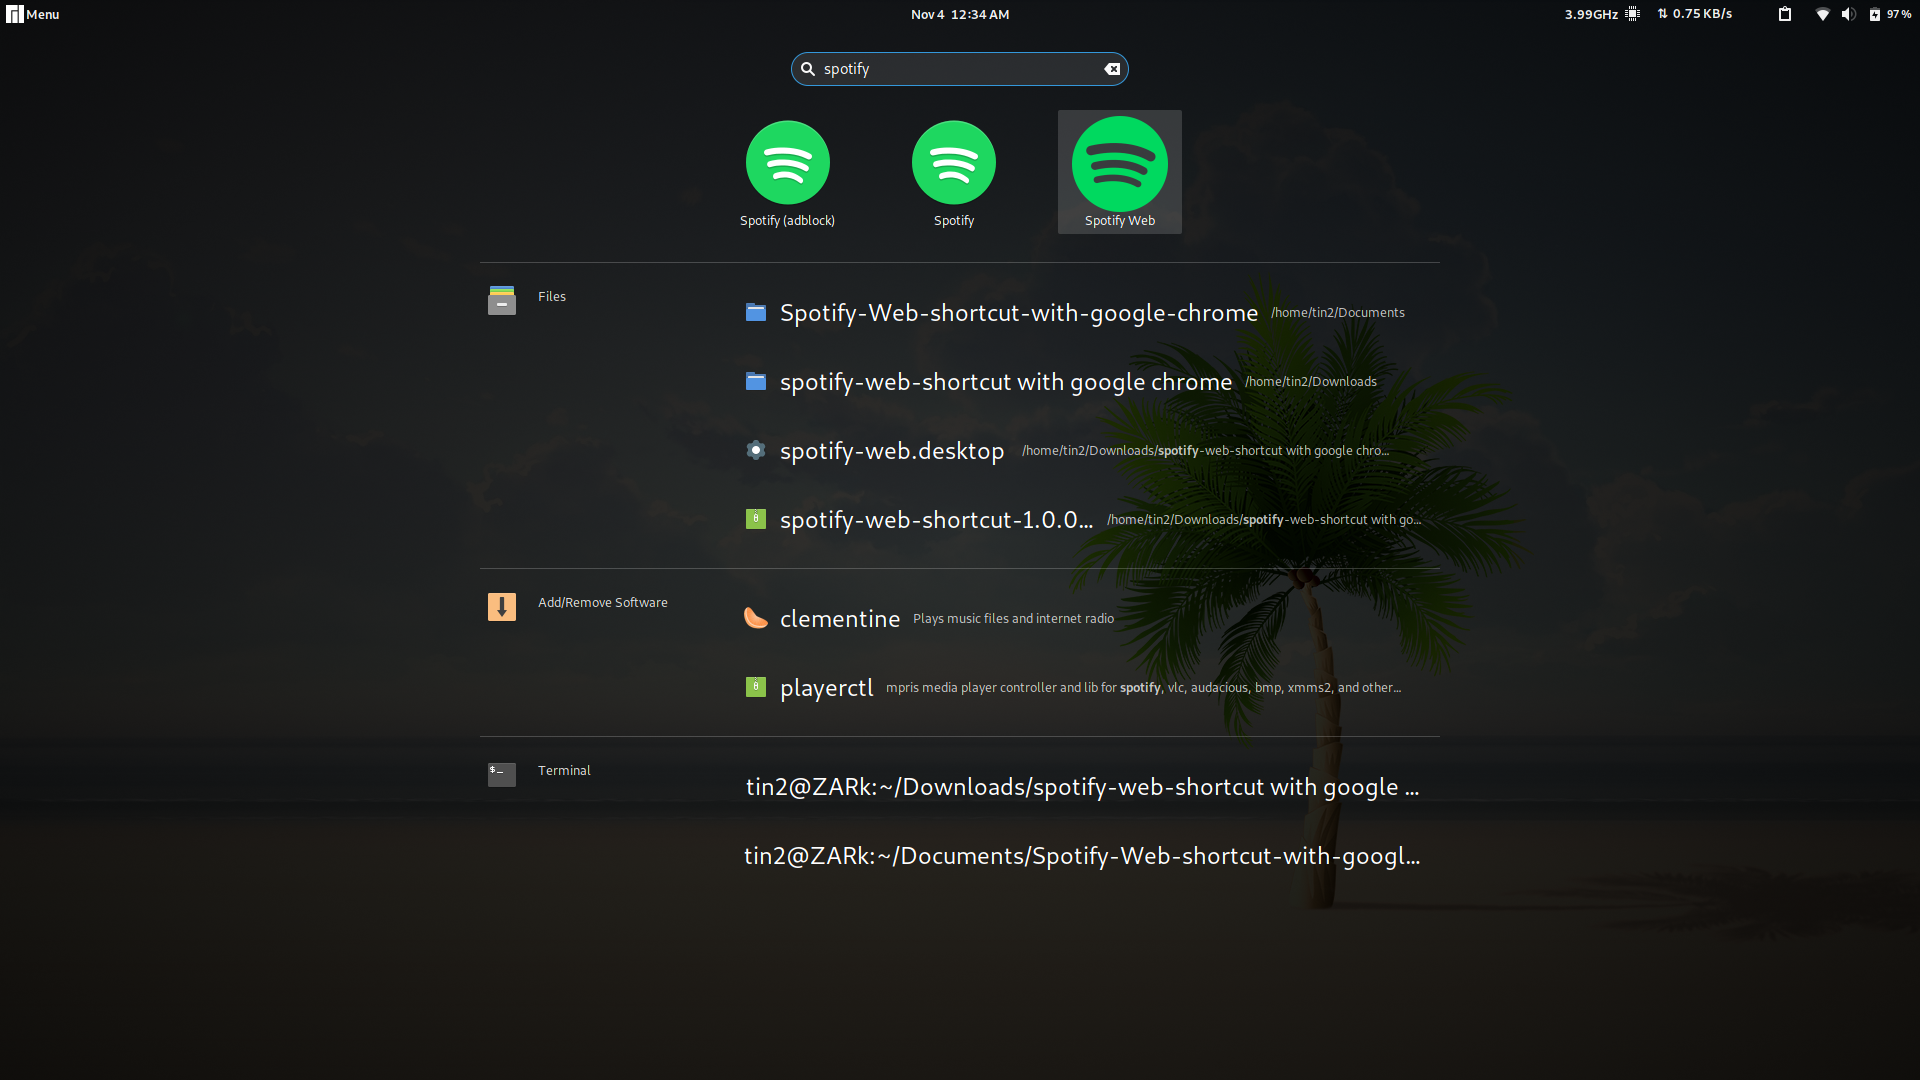 Menu
Nov 4 12:34 AM
3.99GHz
⇅ 0.75 KB/s
97 %
spotify
Spotify (adblock)
Spotify
Spotify Web
Files
Spotify-Web-shortcut-with-google-chrome /home/tin2/Documents
spotify-web-shortcut with google chrome /home/tin2/Downloads
spotify-web.desktop /home/tin2/Downloads/spotify-web-shortcut with google chro...
spotify-web-shortcut-1.0.0... /home/tin2/Downloads/spotify-web-shortcut with go...
Add/Remove Software
clementine Plays music files and internet radio
playerctl mpris media player controller and lib for spotify, vlc, audacious, bmp, xmms2, and other...
Terminal
$_
tin2@ZARk:~/Downloads/spotify-web-shortcut with google ...
tin2@ZARk:~/Documents/Spotify-Web-shortcut-with-googl...